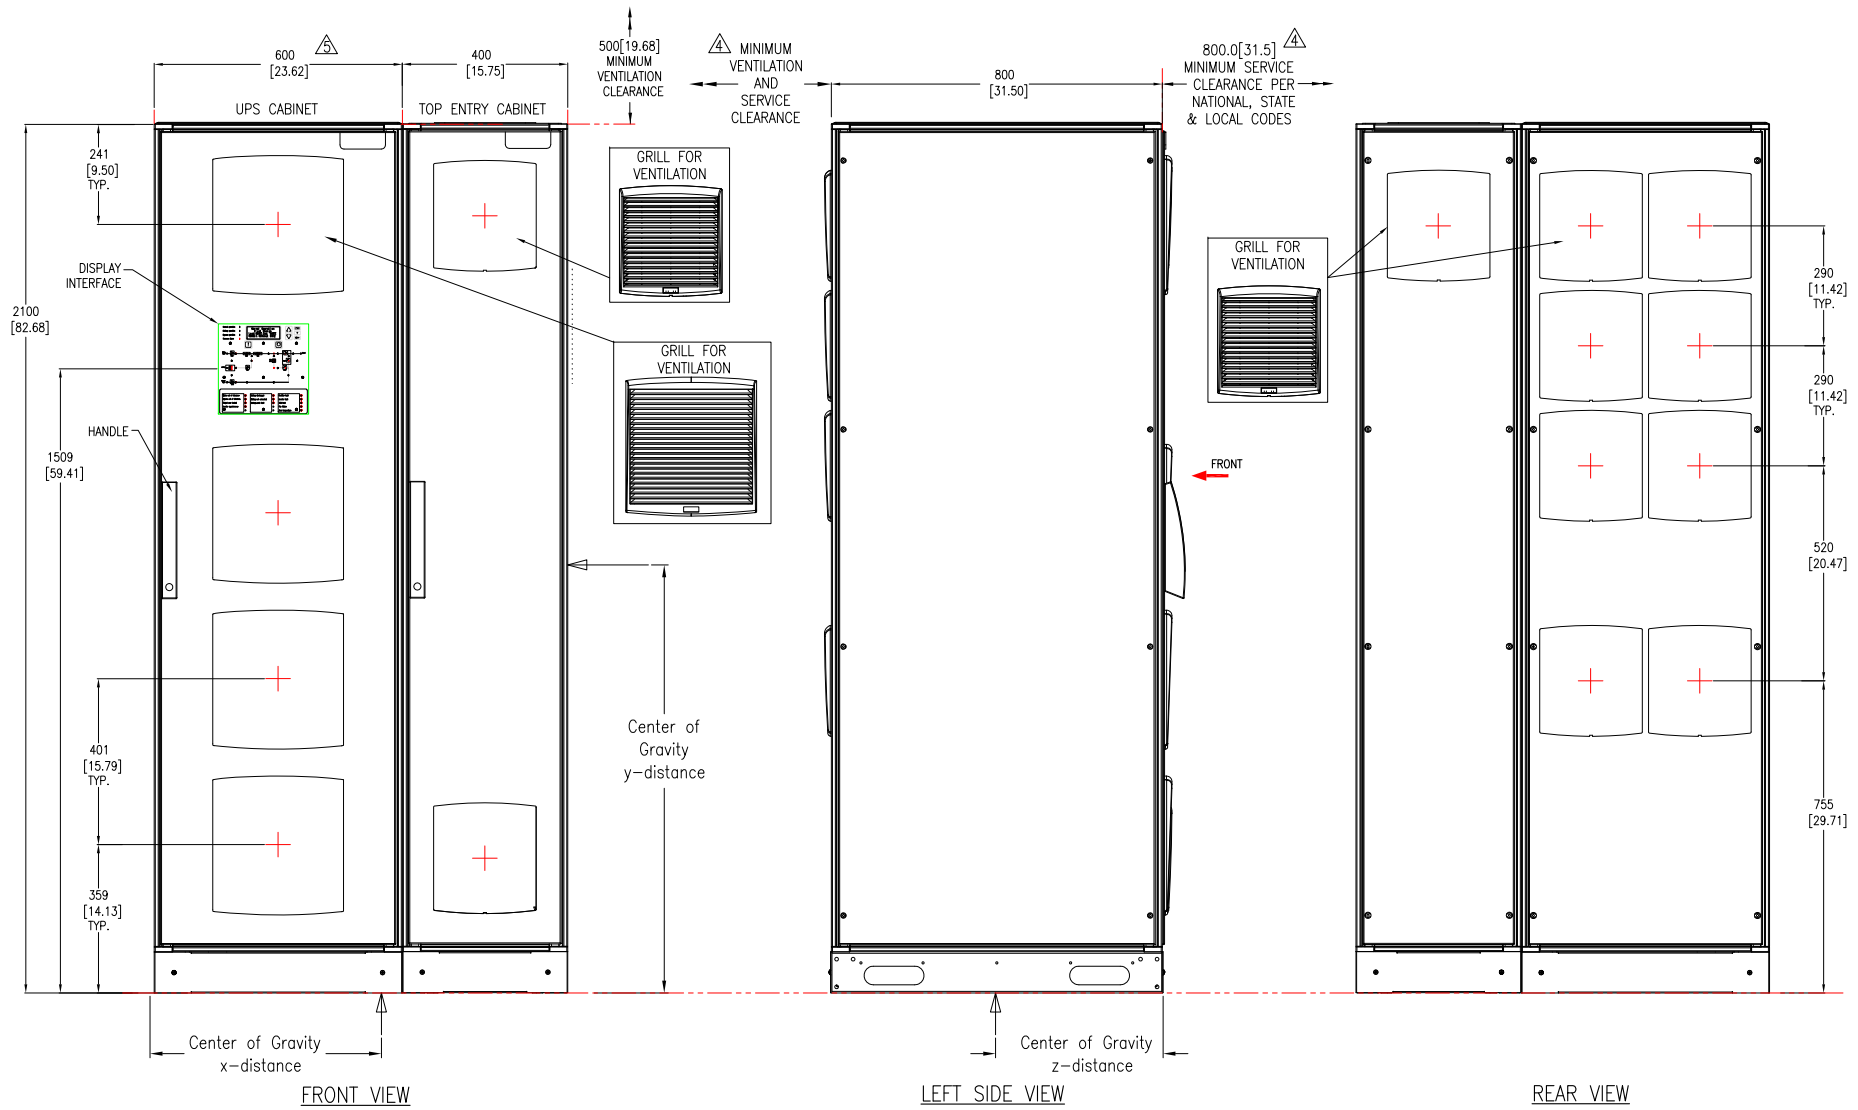 600
[23.62]
5
400
[15.75]
500[19.68]
MINIMUM
VENTILATION
CLEARANCE
4
MINIMUM
VENTILATION
AND
SERVICE
CLEARANCE
800
[31.50]
800.0[31.5]
4
MINIMUM SERVICE
CLEARANCE PER
NATIONAL, STATE
& LOCAL CODES
UPS CABINET
TOP ENTRY CABINET
241
[9.50]
TYP.
GRILL FOR
VENTILATION
DISPLAY
INTERFACE
2100
[82.68]
GRILL FOR
VENTILATION
HANDLE
1509
[59.41]
401
[15.79]
TYP.
359
[14.13]
TYP.
Center of
Gravity
y-distance
Center of Gravity
x-distance
FRONT VIEW
FRONT
Center of Gravity
z-distance
LEFT SIDE VIEW
GRILL FOR
VENTILATION
290
[11.42]
TYP.
290
[11.42]
TYP.
520
[20.47]
755
[29.71]
REAR VIEW